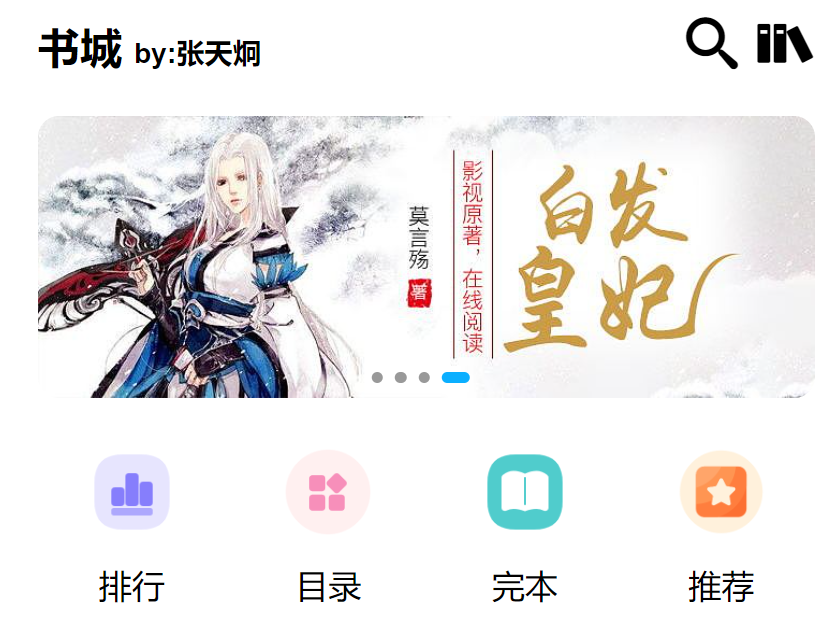 书城 by:张天炯
莫言殇
著
影视原著，在线阅读
白发
皇妃
排行
目录
完本
推荐